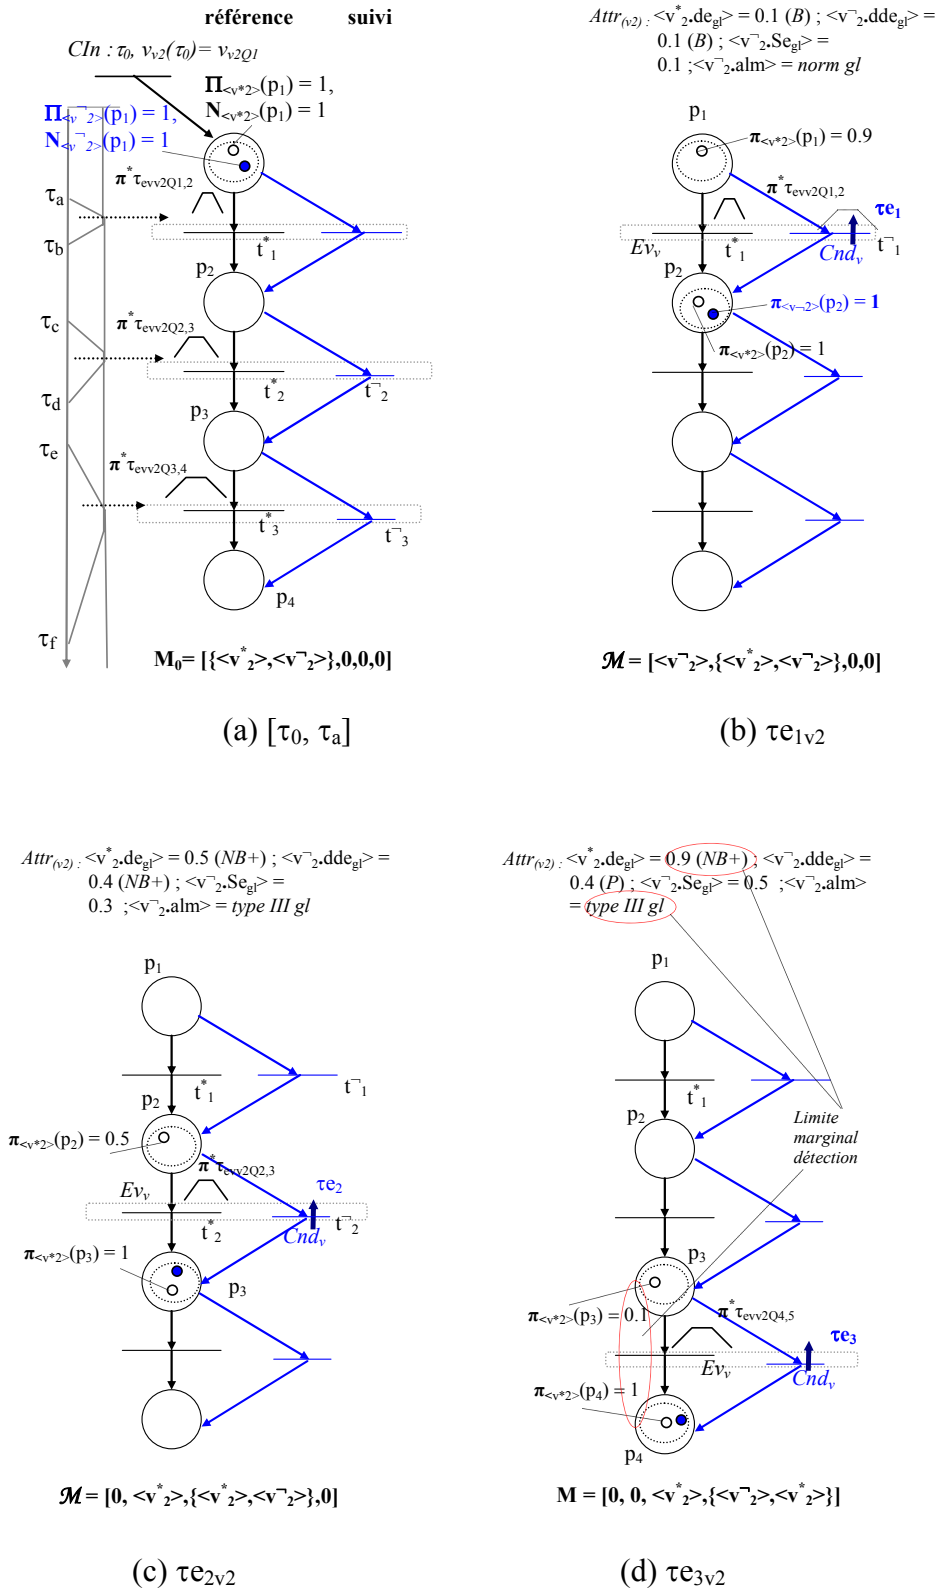 référence suivi
CIn : τ0, vv2(τ0)= vv2Q1
Π<v*2>(p1) = 1,
N<v*2>(p1) = 1
Π<v¬2>(p1) = 1,
N<v¬2>(p1) = 1
π*τevv2Q1,2
τa
τb
t*1
p2
τc
π*τevv2Q2,3
τd
t*2 t¬2
p3
τe
π*τevv2Q3,4
t*3
t¬3
p4
τf
M0= [{<v*2>,<v¬2>},0,0,0]
(a) [τ0, τa]
Attr(v2) : <v*2.degl> = 0.1 (B) ; <v¬2.ddegl> =
0.1 (B) ; <v¬2.Segl> =
0.1 ;<v¬2.alm> = norm gl
p1
π<v*2>(p1) = 0.9
π*τevv2Q1,2
τe1
Evv t*1 Cndv t¬1
p2
π<v¬2>(p2) = 1
π<v*2>(p2) = 1
M = [<v¬2>,{<v*2>,<v¬2>},0,0]
(b) τe1v2
Attr(v2) : <v*2.degl> = 0.5 (NB+) ; <v¬2.ddegl> =
0.4 (NB+) ; <v¬2.Segl> =
0.3 ;<v¬2.alm> = type III gl
p1
t*1 t¬1
p2
π<v*2>(p2) = 0.5
π*τevv2Q2,3
Evv τe2
t*2 Cndv t¬2
π<v*2>(p3) = 1
p3
M = [0, <v*2>,{<v*2>,<v¬2>},0]
(c) τe2v2
Attr(v2) : <v*2.degl> = 0.9 (NB+) ; <v¬2.ddegl> =
0.4 (P) ; <v¬2.Segl> = 0.5 ;<v¬2.alm>
= type III gl
p1
t*1
p2
Limite
marginal
détection
p3
π<v*2>(p3) = 0.1
π*τevv2Q4,5
τe3
Evv Cndv
π<v*2>(p4) = 1
p4
M = [0, 0, <v*2>,{<v¬2>,<v*2>}]
(d) τe3v2